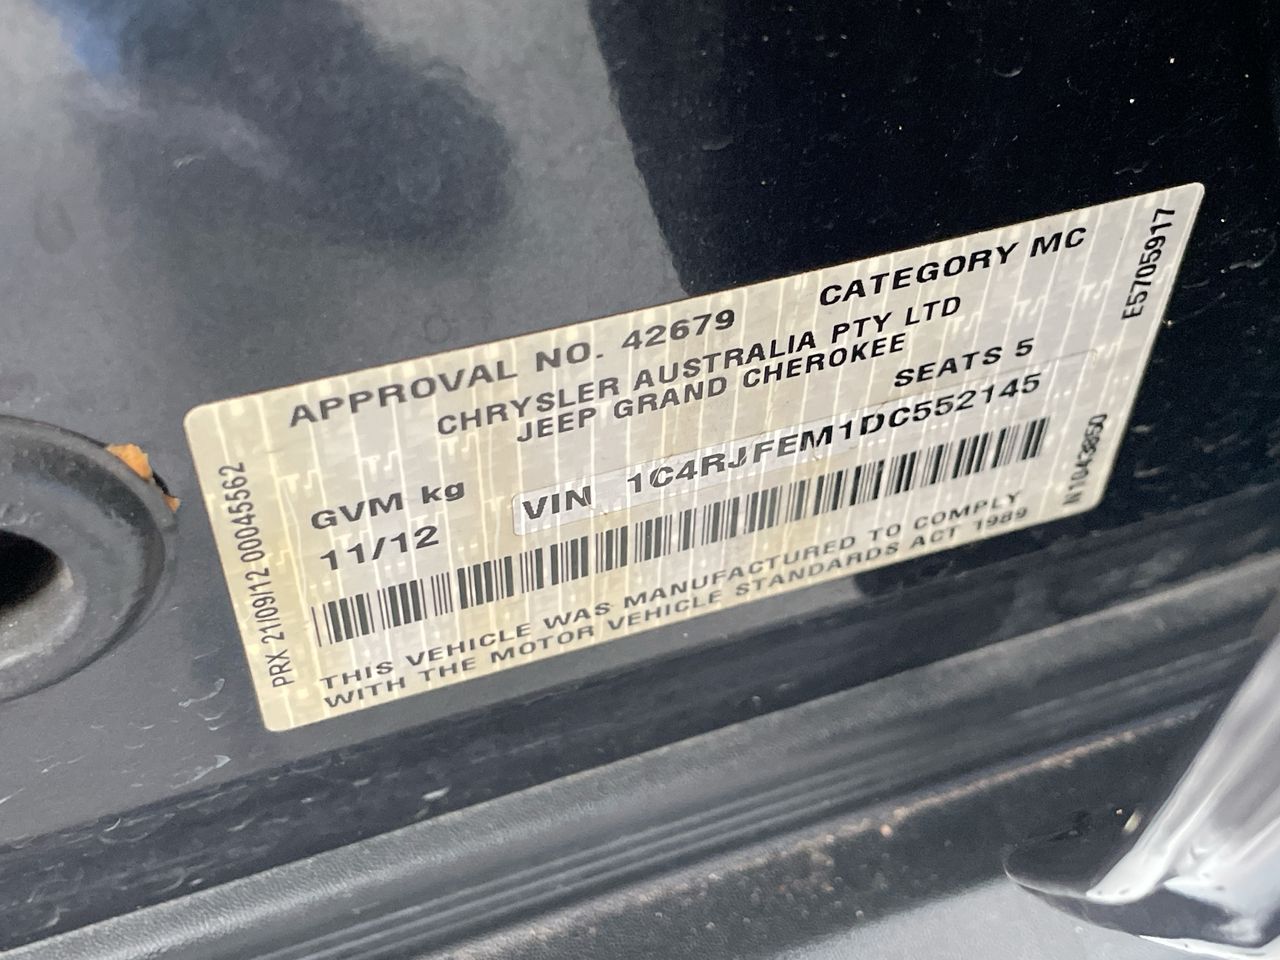 APPROVAL NO. 42679 CATEGORY MC
CHRYSLER AUSTRALIA PTY LTD
JEEP GRAND CHEROKEE
SEATS 5
GVM kg
11/12
VIN 1C4RJFEM1DC552145
THIS VEHICLE WAS MANUFACTURED TO COMPLY
WITH THE MOTOR VEHICLE STANDARDS ACT 1989
PRX 21/09/12 00045562
E5705917
N10438650